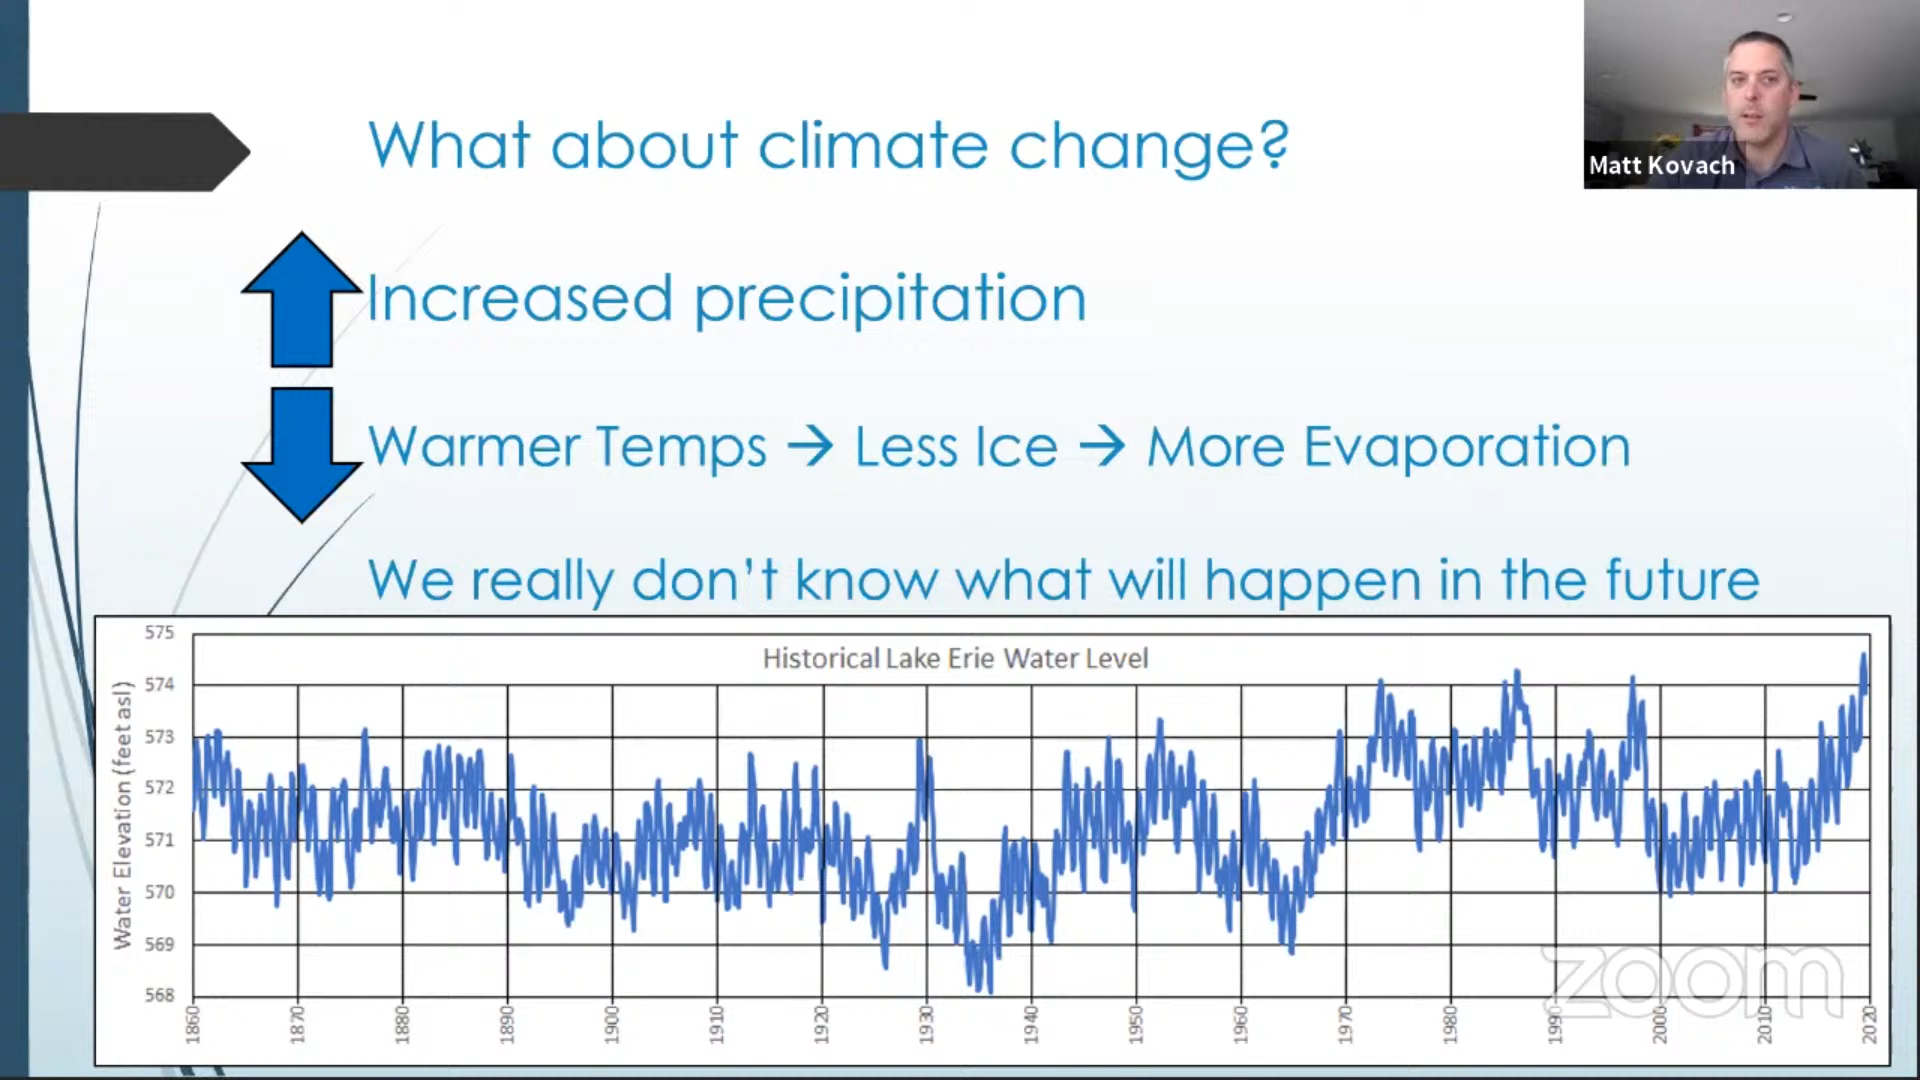 What about climate change?
Matt Kovach
Increased precipitation
Warmer Temps → Less Ice → More Evaporation
We really don't know what will happen in the future
Historical Lake Erie Water Level
Water Elevation (feet asl)
575
574
573
572
571
570
569
568
1860 1870 1880 1890 1900 1910 1920 1930 1940 1950 1960 1970 1980 1990 2000 2010 2020
zoom